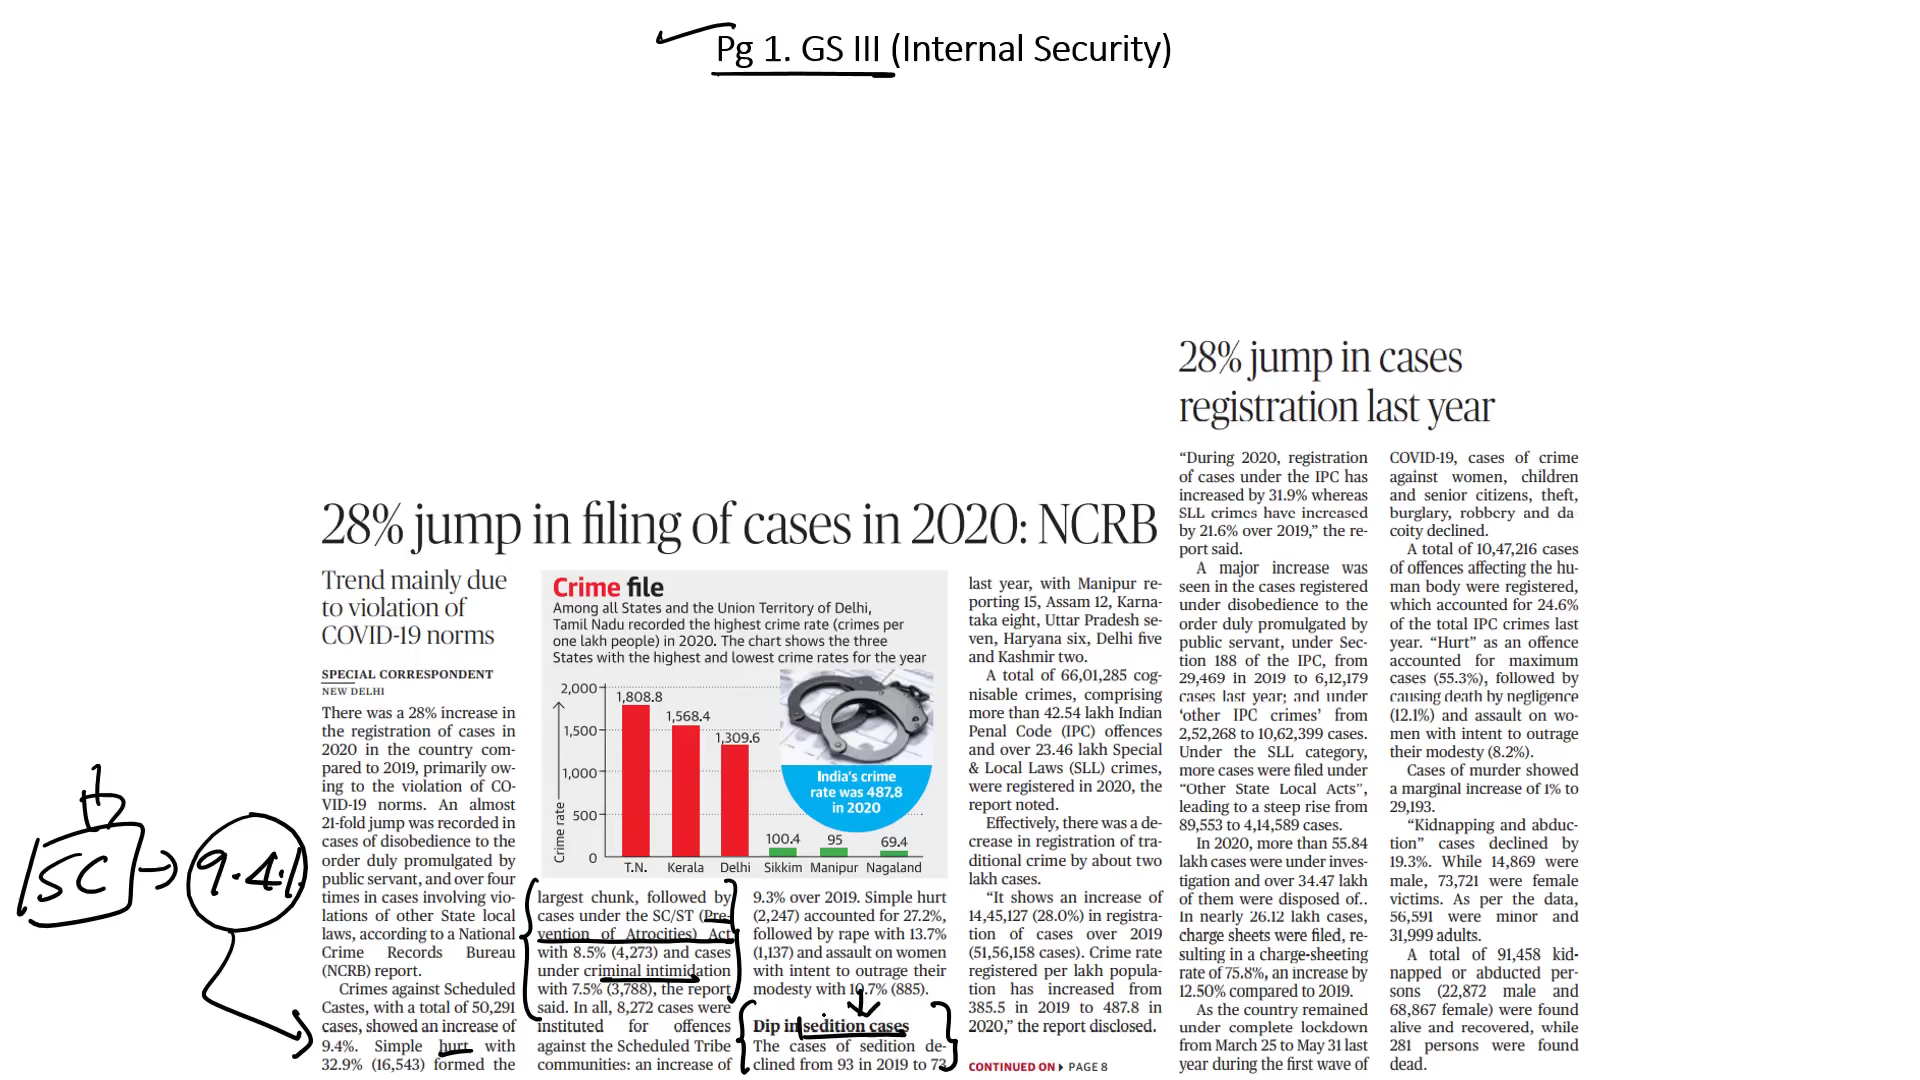 Pg 1. GS III (Internal Security)
28% jump in filing of cases in 2020: NCRB
Trend mainly due
to violation of
COVID-19 norms
SPECIAL CORRESPONDENT
NEW DELHI
There was a 28% increase in
the registration of cases in
2020 in the country com-
pared to 2019, primarily ow-
ing to the violation of CO-
VID-19 norms. An almost
21-fold jump was recorded in
cases of disobedience to the
order duly promulgated by
public servant, and over four
times in cases involving vio-
lations of other State local
laws, according to a National
Crime Records Bureau
(NCRB) report.
Crimes against Scheduled
Castes, with a total of 50,291
cases, showed an increase of
9.4%. Simple hurt with
32.9% (16,543) formed the
SC
9.4%
Crime file
Among all States and the Union Territory of Delhi,
Tamil Nadu recorded the highest crime rate (crimes per
one lakh people) in 2020. The chart shows the three
States with the highest and lowest crime rates for the year
Crime rate
2,000
1,500
1,000
500
0
1,808.8
1,568.4
1,309.6
100.4
95
69.4
T.N.
Kerala
Delhi
Sikkim
Manipur
Nagaland
India's crime
rate was 487.8
in 2020
largest chunk, followed by
cases under the SC/ST (Pre-
vention of Atrocities) Act
with 8.5% (4,273) and cases
under criminal intimidation
with 7.5% (3,788), the report
said. In all, 8,272 cases were
instituted for offences
against the Scheduled Tribe
communities: an increase of
9.3% over 2019. Simple hurt
(2,247) accounted for 27.2%,
followed by rape with 13.7%
(1,137) and assault on women
with intent to outrage their
modesty with 10.7% (885).
Dip in sedition cases
The cases of sedition de-
clined from 93 in 2019 to 73
last year, with Manipur re-
porting 15, Assam 12, Karna-
taka eight, Uttar Pradesh se-
ven, Haryana six, Delhi five
and Kashmir two.
A total of 66,01,285 cog-
nisable crimes, comprising
more than 42.54 lakh Indian
Penal Code (IPC) offences
and over 23.46 lakh Special
& Local Laws (SLL) crimes,
were registered in 2020, the
report noted.
Effectively, there was a de-
crease in registration of tra-
ditional crime by about two
lakh cases.
“It shows an increase of
14,45,127 (28.0%) in registra-
tion of cases over 2019
(51,56,158 cases). Crime rate
registered per lakh popula-
tion has increased from
385.5 in 2019 to 487.8 in
2020,” the report disclosed.
CONTINUED ON PAGE 8
28% jump in cases
registration last year
“During 2020, registration
of cases under the IPC has
increased by 31.9% whereas
SLL crimes have increased
by 21.6% over 2019,” the re-
port said.
A major increase was
seen in the cases registered
under disobedience to the
order duly promulgated by
public servant, under Sec-
tion 188 of the IPC, from
29,469 in 2019 to 6,12,179
cases last year; and under
‘other IPC crimes’ from
2,52,268 to 10,62,399 cases.
Under the SLL category,
more cases were filed under
“Other State Local Acts”,
leading to a steep rise from
89,553 to 4,14,589 cases.
In 2020, more than 55.84
lakh cases were under inves-
tigation and over 34.47 lakh
of them were disposed of..
In nearly 26.12 lakh cases,
charge sheets were filed, re-
sulting in a charge-sheeting
rate of 75.8%, an increase by
12.50% compared to 2019.
As the country remained
under complete lockdown
from March 25 to May 31 last
year during the first wave of
COVID-19, cases of crime
against women, children
and senior citizens, theft,
burglary, robbery and da-
coity declined.
A total of 10,47,216 cases
of offences affecting the hu-
man body were registered,
which accounted for 24.6%
of the total IPC crimes last
year. “Hurt” as an offence
accounted for maximum
cases (55.3%), followed by
causing death by negligence
(12.1%) and assault on wo-
men with intent to outrage
their modesty (8.2%).
Cases of murder showed
a marginal increase of 1% to
29,193.
“Kidnapping and abduc-
tion” cases declined by
19.3%. While 14,869 were
male, 73,721 were female
victims. As per the data,
56,591 were minor and
31,999 adults.
A total of 91,458 kid-
napped or abducted per-
sons (22,872 male and
68,867 female) were found
alive and recovered, while
281 persons were found
dead.